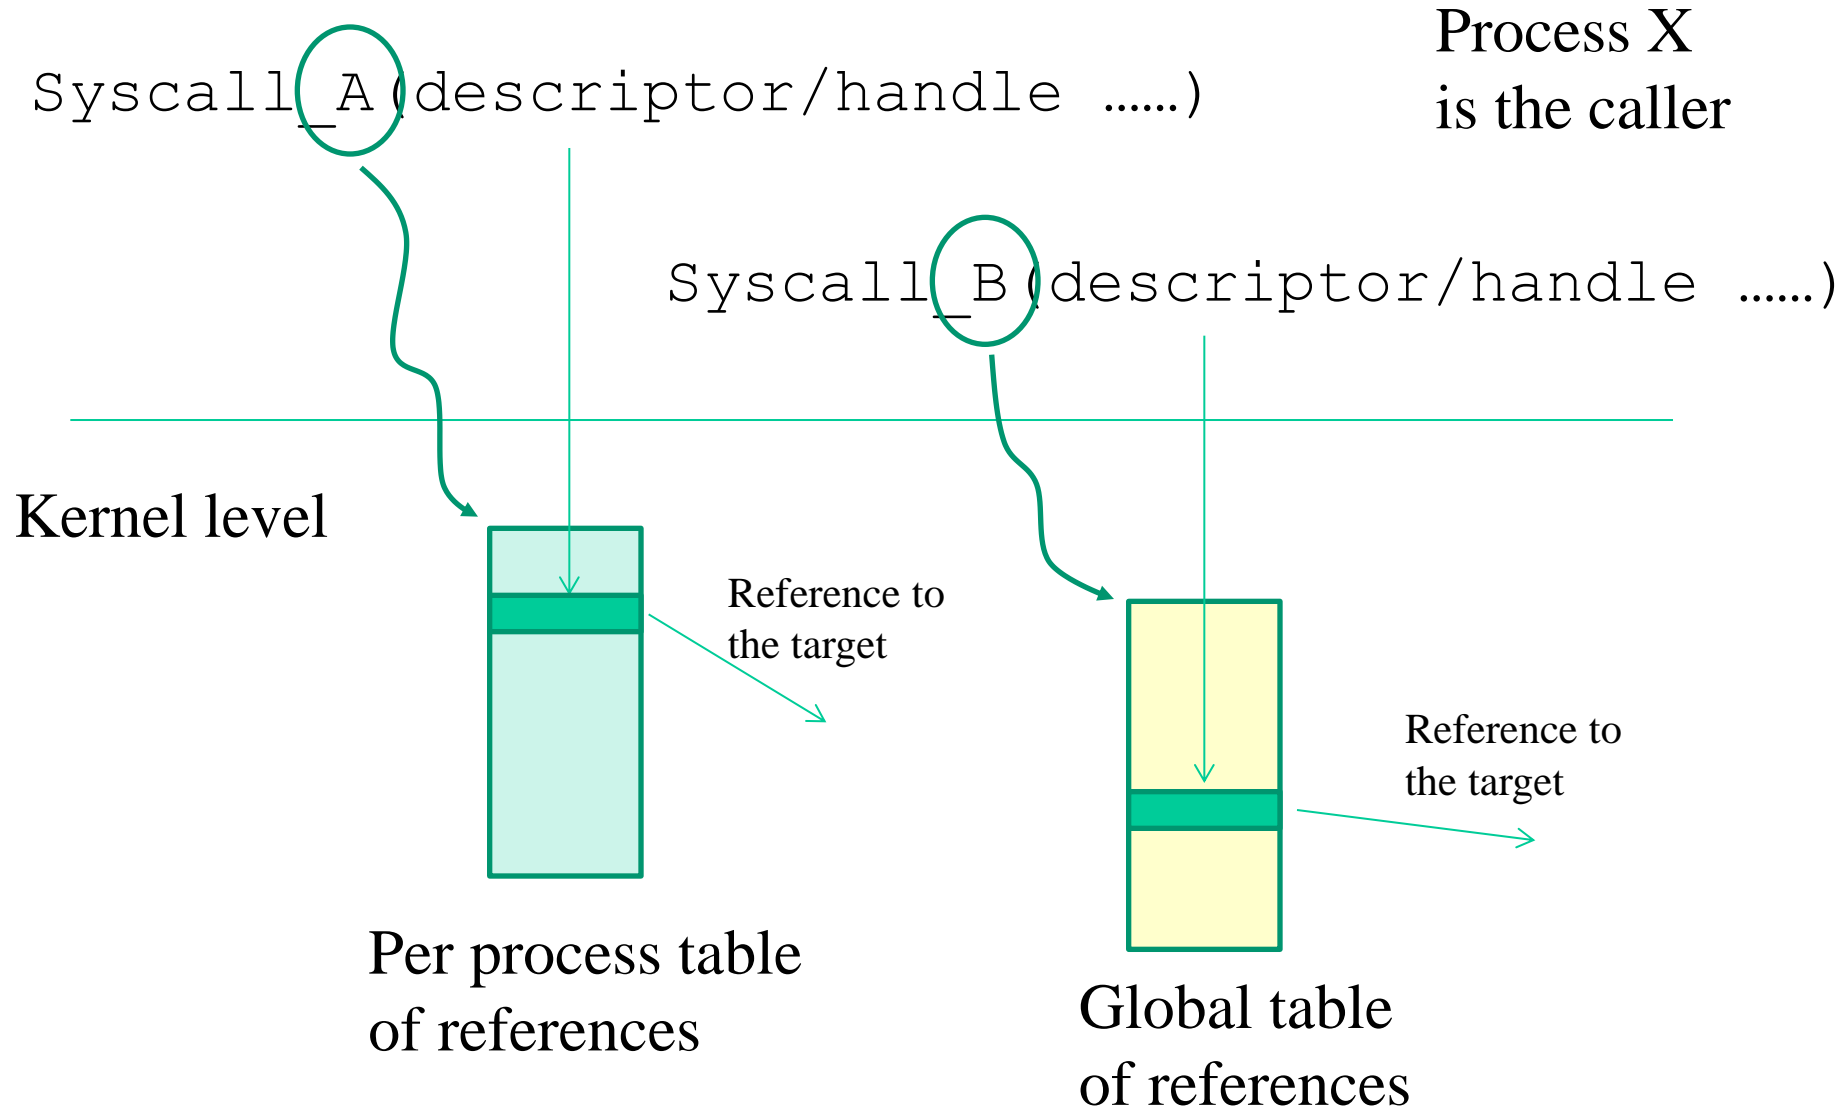 Process X
is the caller
Syscall_A(descriptor/handle ……)
Syscall_B(descriptor/handle ……)
Kernel level
Reference to
the target
Reference to
the target
Per process table
of references
Global table
of references